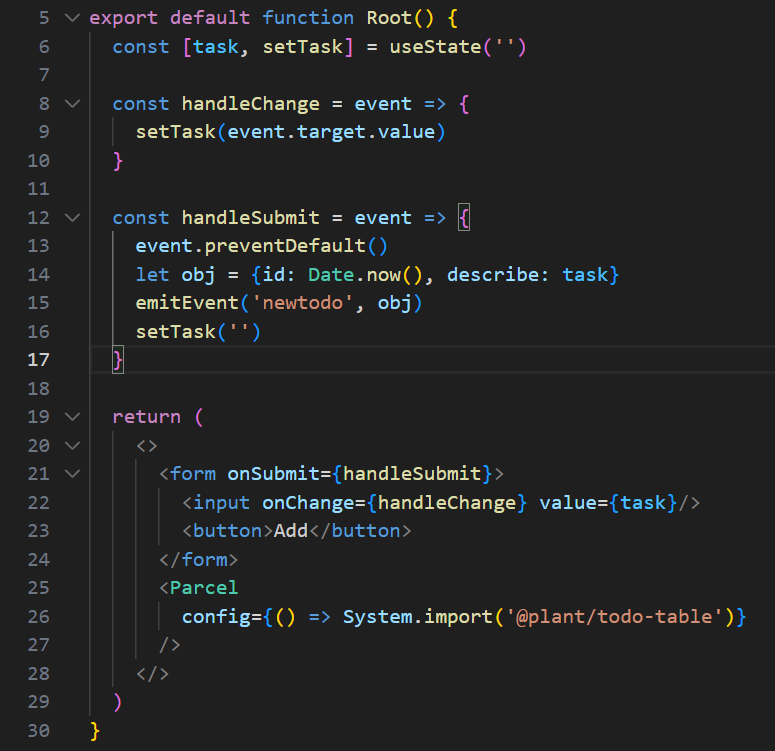 5 export default function Root() {
6   const [task, setTask] = useState('')
7
8   const handleChange = event => {
9     setTask(event.target.value)
10   }
11
12   const handleSubmit = event => {
13     event.preventDefault()
14     let obj = {id: Date.now(), describe: task}
15     emitEvent('newtodo', obj)
16     setTask('')
17   }
18
19   return (
20     <>
21       <form onSubmit={handleSubmit}>
22         <input onChange={handleChange} value={task}/>
23         <button>Add</button>
24       </form>
25       <Parcel
26         config={() => System.import('@plant/todo-table')}
27       />
28     </>
29   )
30 }